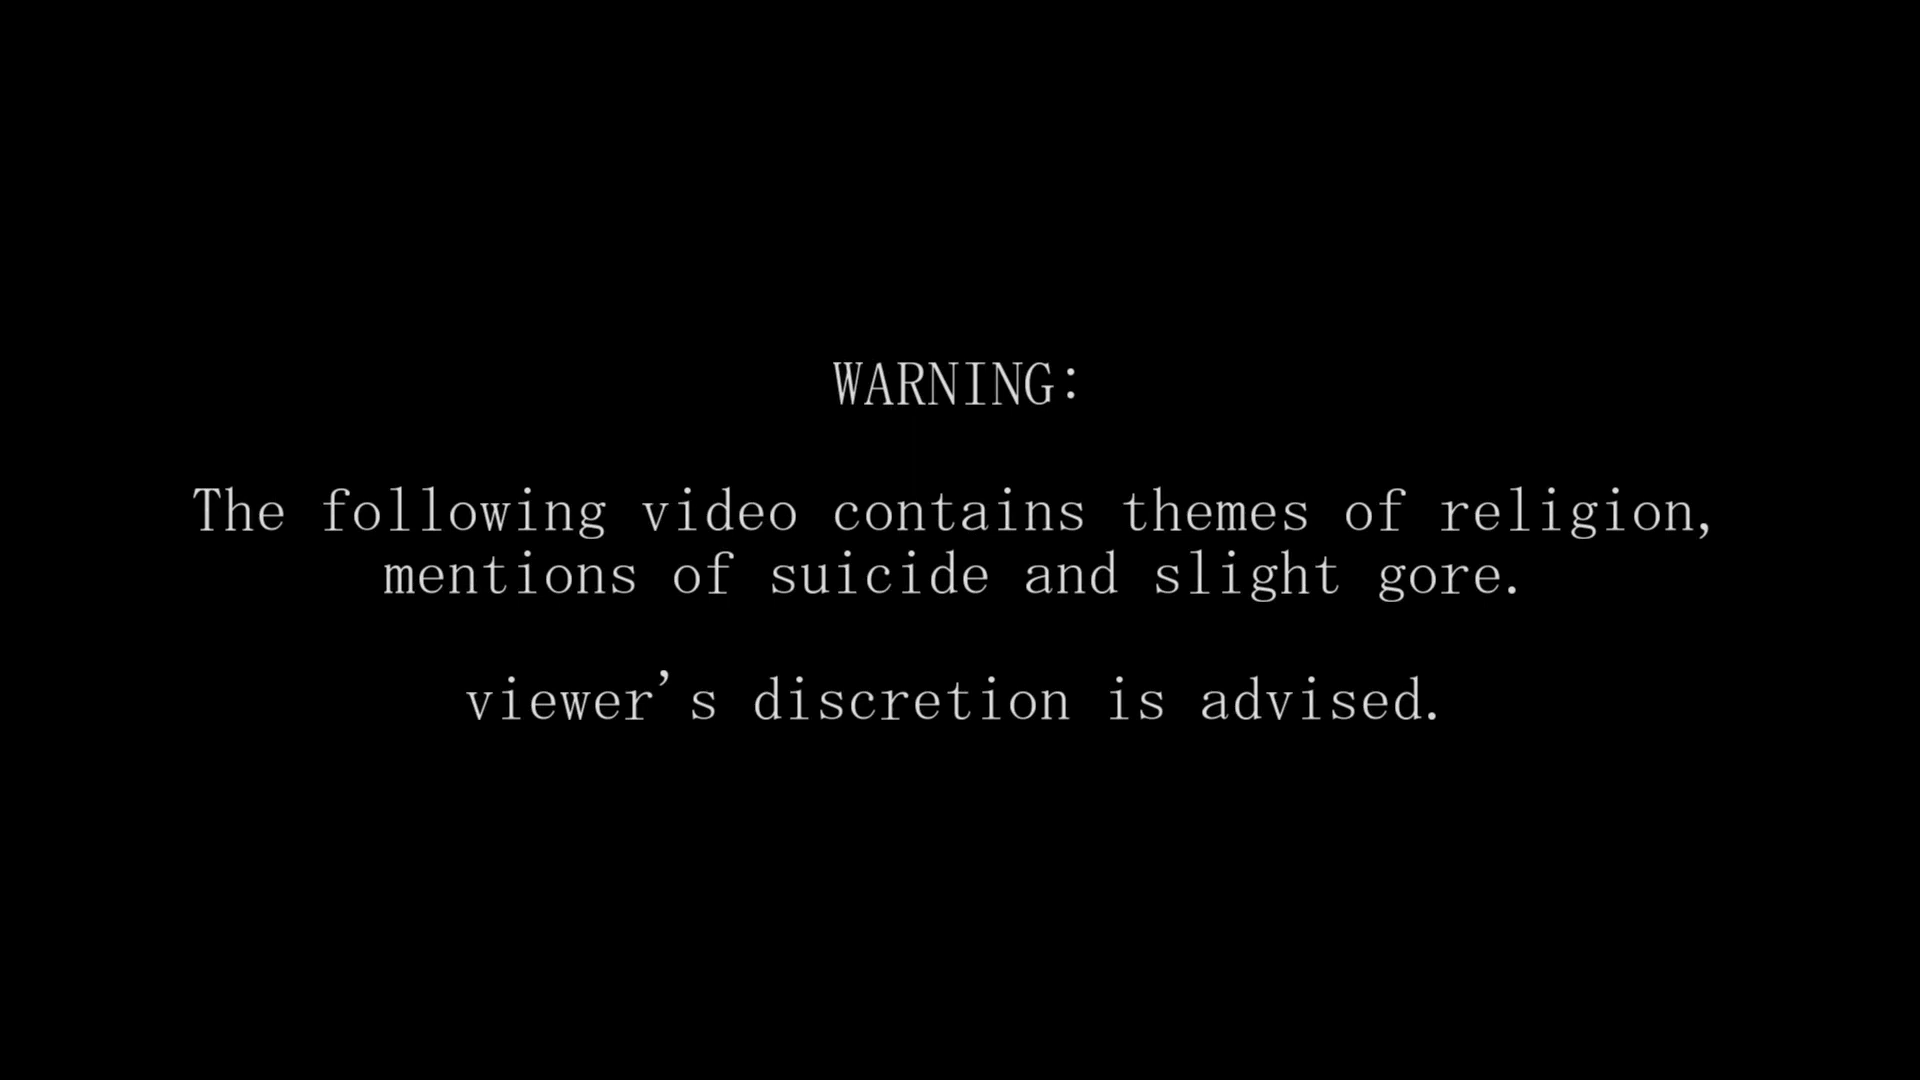 WARNING:
The following video contains themes of religion,
mentions of suicide and slight gore.
viewer's discretion is advised.